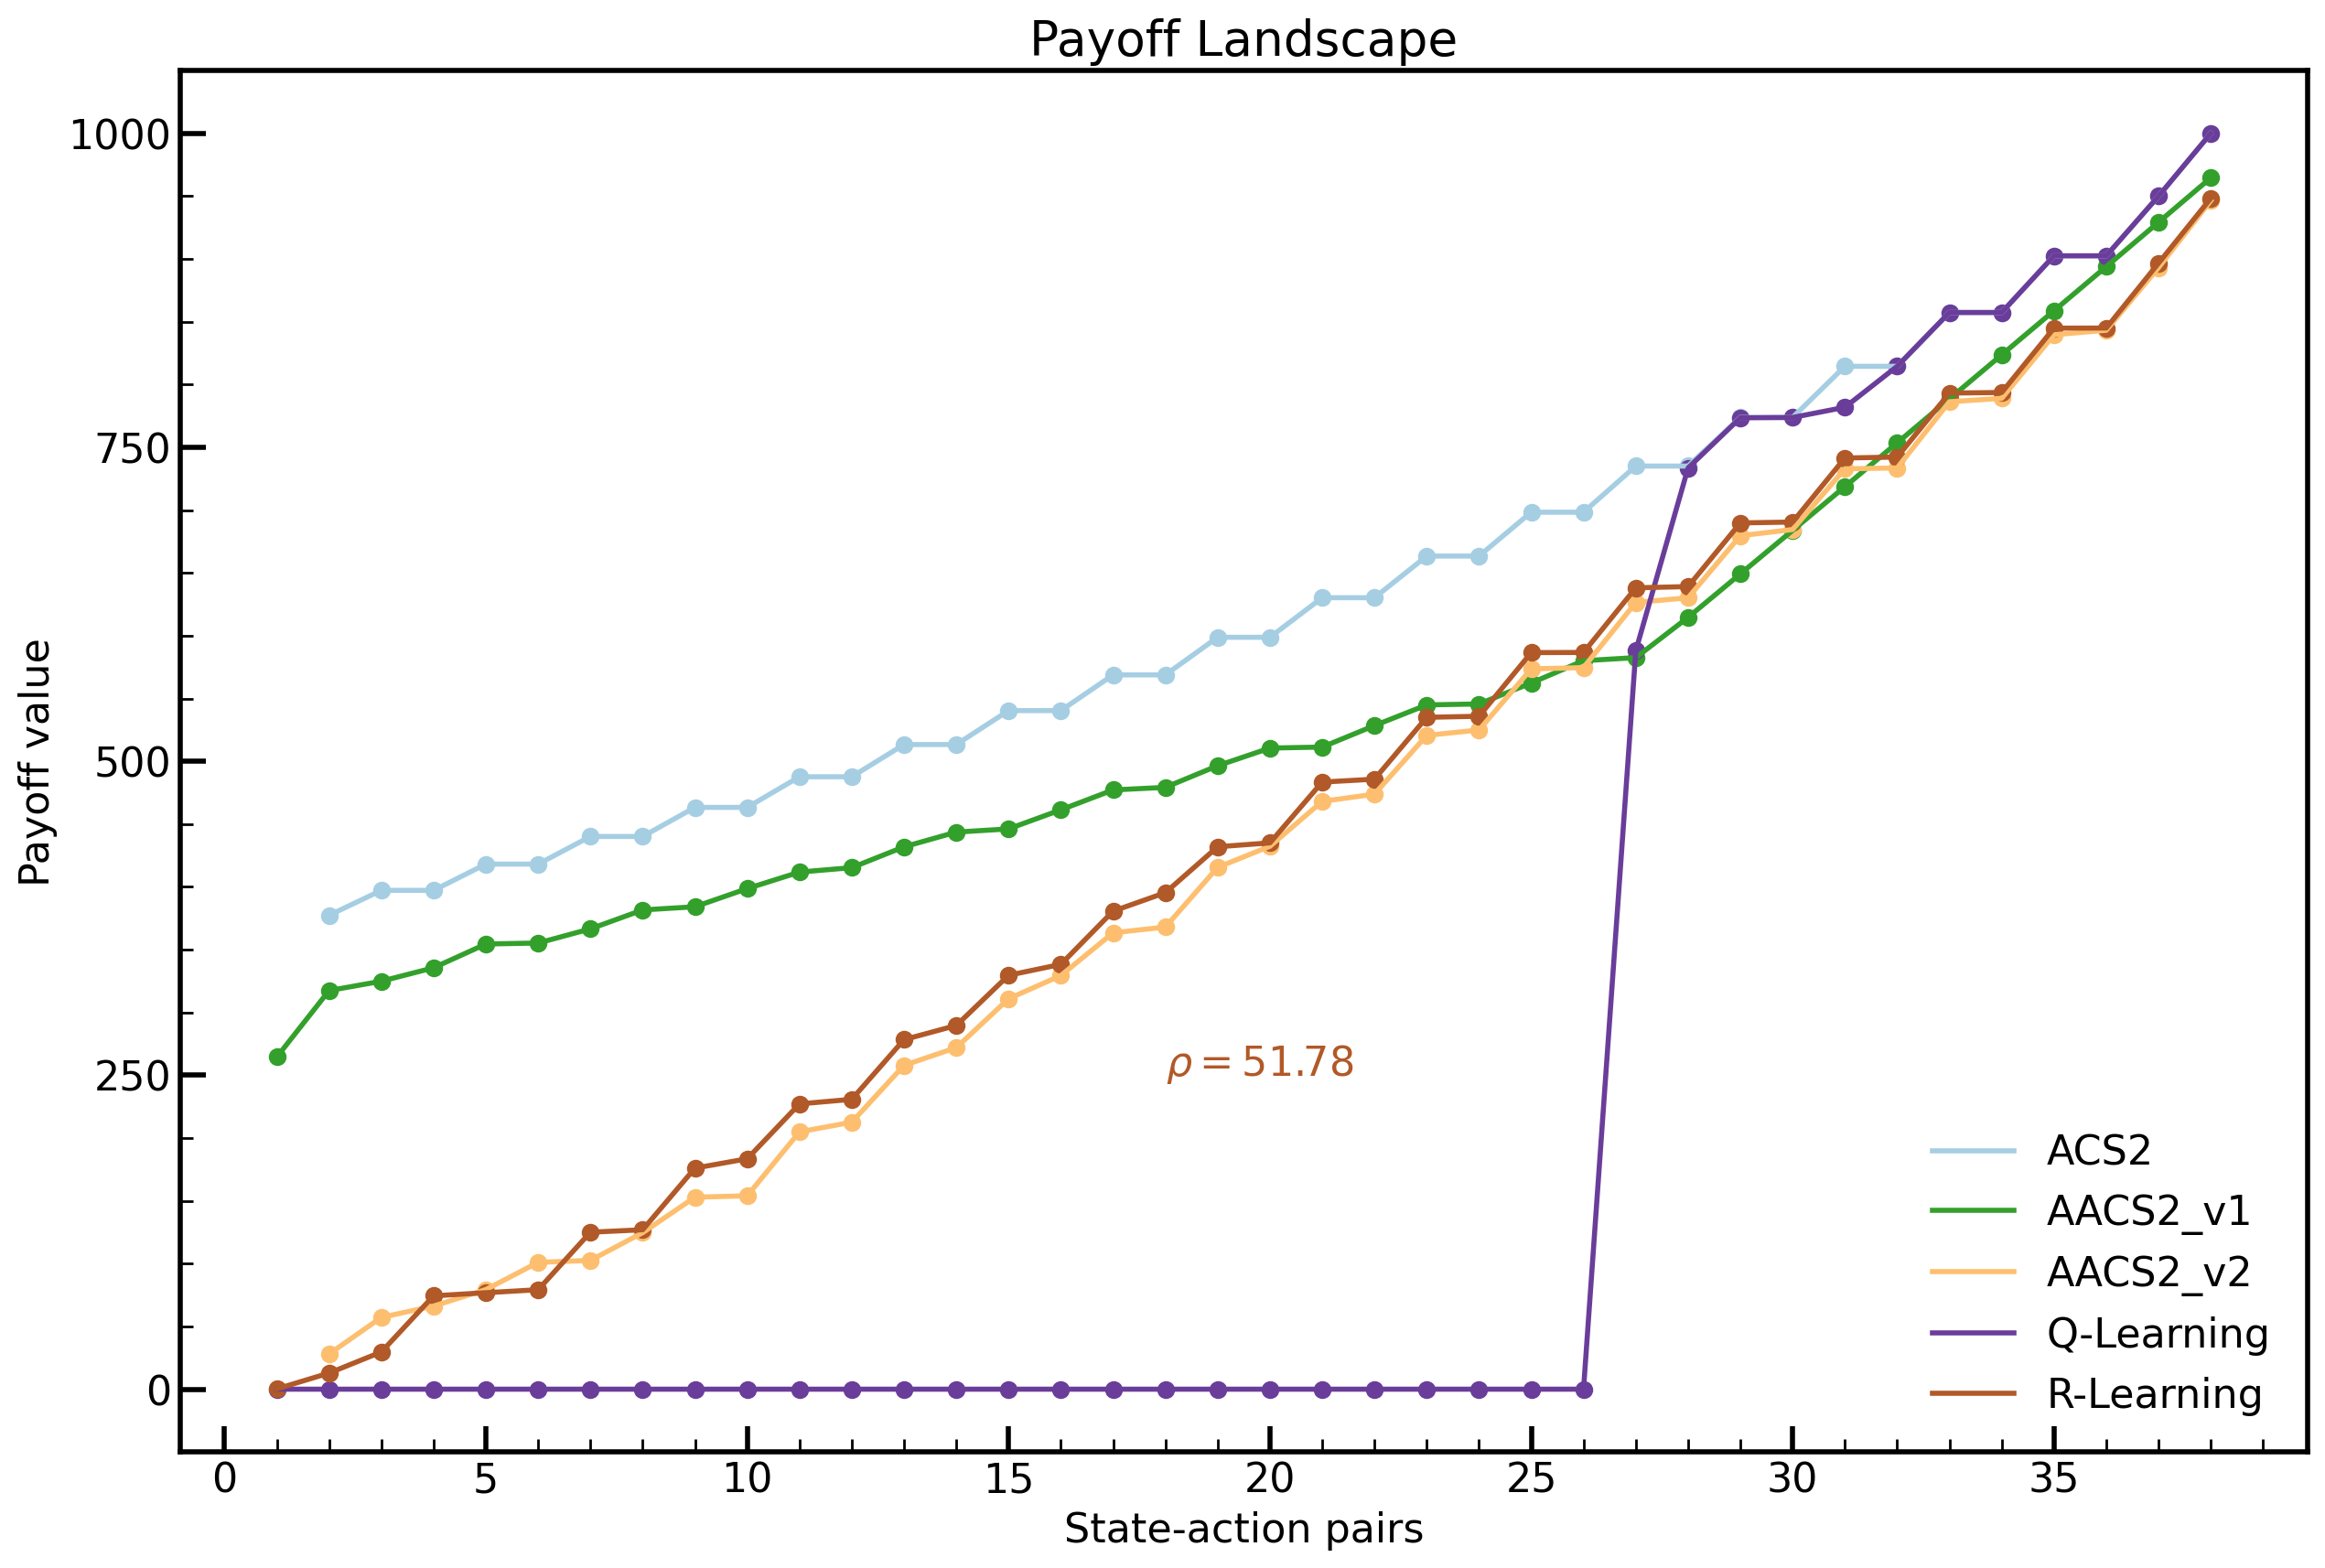 Payoff Landscape
1000
750
500
250
0
Payoff value
ρ = 51.78
ACS2
AACS2_v1
AACS2_v2
Q-Learning
R-Learning
0 5 10 15 20 25 30 35
State-action pairs